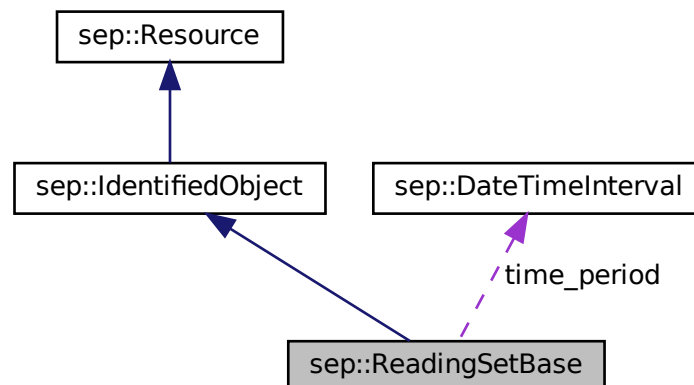 sep::Resource
sep::IdentifiedObject
sep::DateTimeInterval
time_period
sep::ReadingSetBase